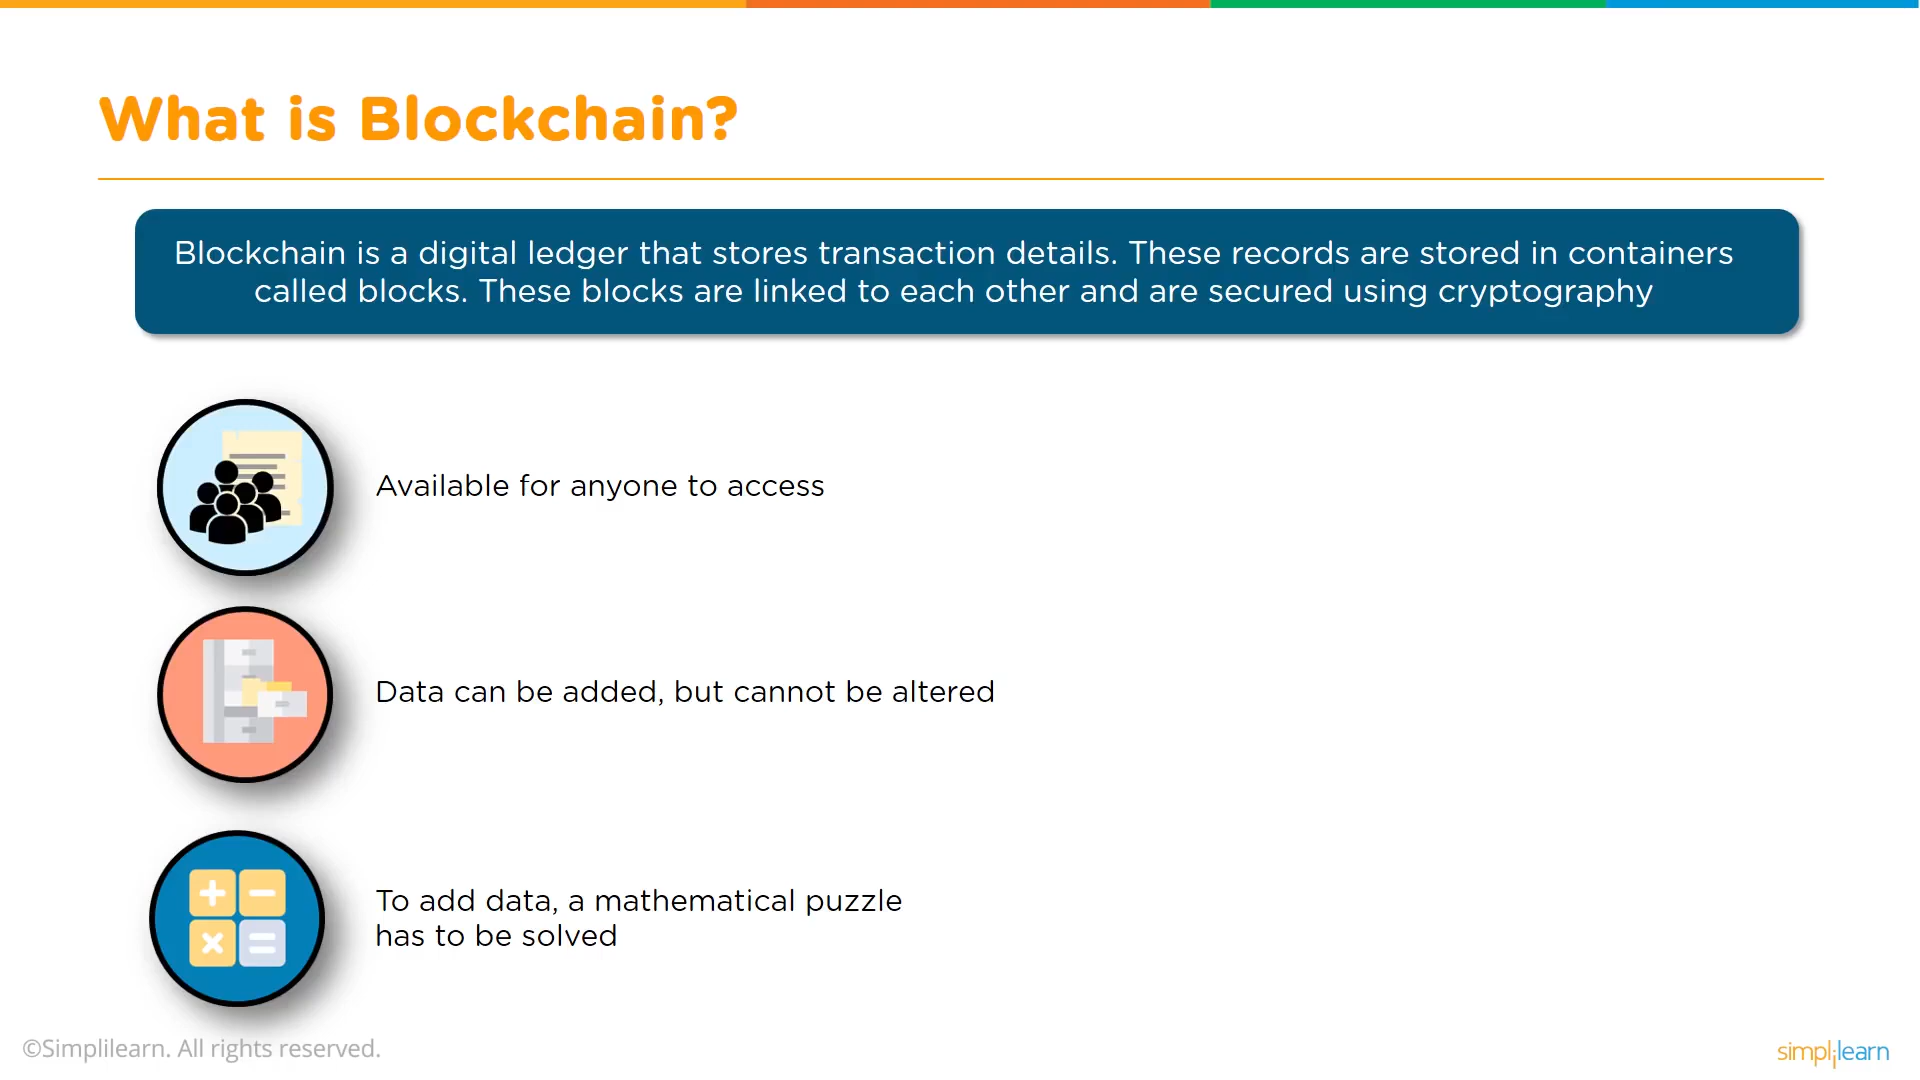 What is Blockchain?
Blockchain is a digital ledger that stores transaction details. These records are stored in containers
called blocks. These blocks are linked to each other and are secured using cryptography
Available for anyone to access
Data can be added, but cannot be altered
To add data, a mathematical puzzle
has to be solved
©Simplilearn. All rights reserved.
simplilearn